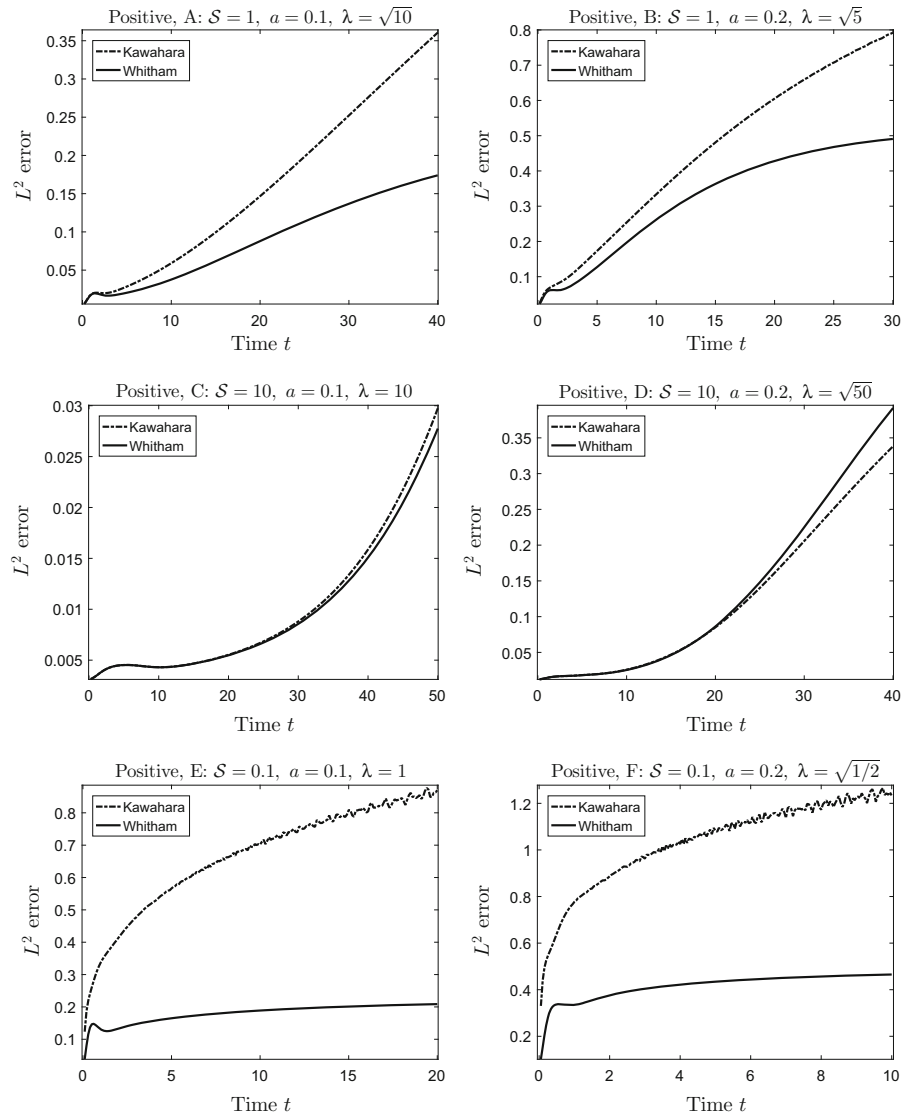 Positive, A: 𝒮 = 1, a = 0.1, λ = √10
0.35
0.3
0.25
0.2
0.15
0.1
0.05
L² error
Kawahara
Whitham
0 10 20 30 40
Time t
Positive, B: 𝒮 = 1, a = 0.2, λ = √5
0.8
0.7
0.6
0.5
0.4
0.3
0.2
0.1
L² error
Kawahara
Whitham
0 5 10 15 20 25 30
Time t
Positive, C: 𝒮 = 10, a = 0.1, λ = 10
0.03
0.025
0.02
0.015
0.01
0.005
L² error
Kawahara
Whitham
0 10 20 30 40 50
Time t
Positive, D: 𝒮 = 10, a = 0.2, λ = √50
0.35
0.3
0.25
0.2
0.15
0.1
0.05
L² error
Kawahara
Whitham
0 10 20 30 40
Time t
Positive, E: 𝒮 = 0.1, a = 0.1, λ = 1
0.8
0.7
0.6
0.5
0.4
0.3
0.2
0.1
L² error
Kawahara
Whitham
0 5 10 15 20
Time t
Positive, F: 𝒮 = 0.1, a = 0.2, λ = √1/2
1.2
1
0.8
0.6
0.4
0.2
L² error
Kawahara
Whitham
0 2 4 6 8 10
Time t